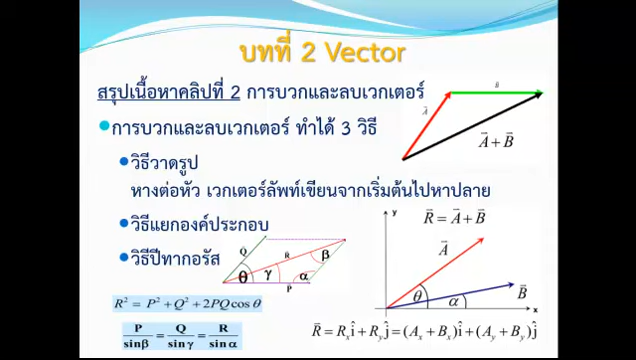 บทที่ 2 Vector
สรุปเนื้อหาคลิปที่ 2 การบวกและลบเวกเตอร์
การบวกและลบเวกเตอร์ ทำได้ 3 วิธี
วิธีวาดรูป
หางต่อหัว เวกเตอร์ลัพท์เขียนจากเริ่มต้นไปหาปลาย
วิธีแยกองค์ประกอบ
วิธีปีทากอรัส
R² = P² + Q² + 2PQ cos θ
P/sinβ = Q/sinγ = R/sinα
Q R P θ γ α β
A⃗ B⃗
A⃗ + B⃗
y
R⃗ = A⃗ + B⃗
A⃗
B⃗
θ α x
R⃗ = Rₓî + Rᵧĵ = (Aₓ + Bₓ)î + (Aᵧ + Bᵧ)ĵ